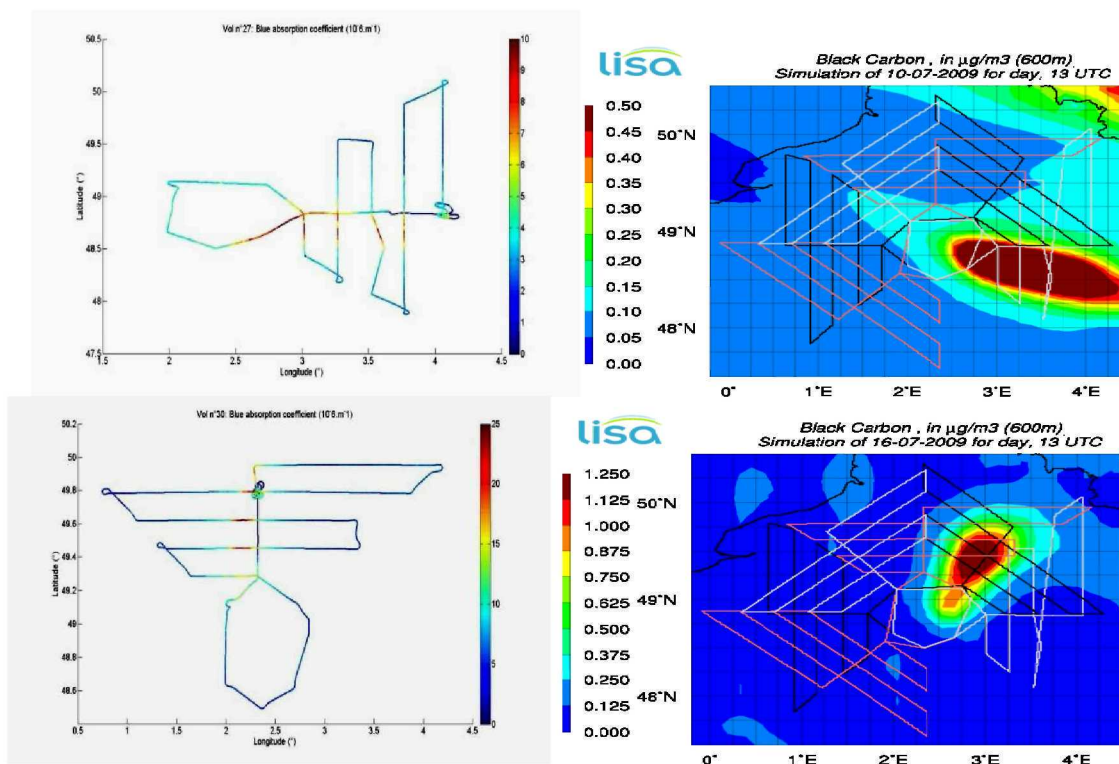 Vol n°27: Blue absorption coefficient (10⁻6.m⁻1)
50.5
50
49.5
49
48.5
48
47.5
Latitude (°)
1.5
2
2.5
3
3.5
4
4.5
Longitude (°)
10
9
8
7
6
5
4
3
2
1
0
lisa
Black Carbon , in µg/m3 (600m)
Simulation of 10-07-2009 for day, 13 UTC
0.50
0.45
0.40
0.35
0.30
0.25
0.20
0.15
0.10
0.05
0.00
50°N
49°N
48°N
0°
1°E
2°E
3°E
4°E
Vol n°30: Blue absorption coefficient (10⁻6.m⁻1)
50.2
50
49.8
49.6
49.4
49.2
49
48.8
48.6
Latitude (°)
0.5
1
1.5
2
2.5
3
3.5
4
4.5
Longitude (°)
25
20
15
10
5
0
lisa
Black Carbon , in µg/m3 (600m)
Simulation of 16-07-2009 for day, 13 UTC
1.250
1.125
1.000
0.875
0.750
0.625
0.500
0.375
0.250
0.125
0.000
50°N
49°N
48°N
0°
1°E
2°E
3°E
4°E